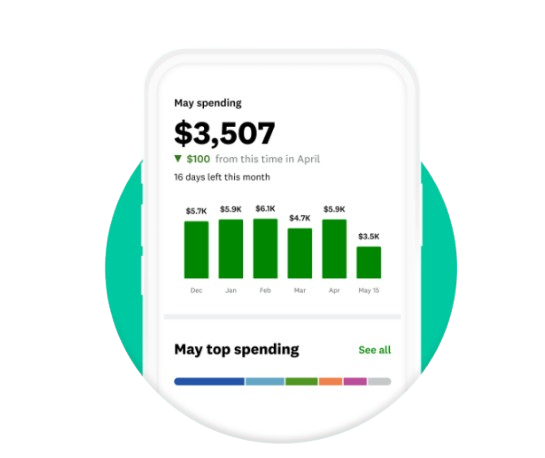 May spending
$3,507
▼ $100 from this time in April
16 days left this month
$5.7K $5.9K $6.1K $4.7K $5.9K $3.5K
Dec Jan Feb Mar Apr May 15
May top spending See all